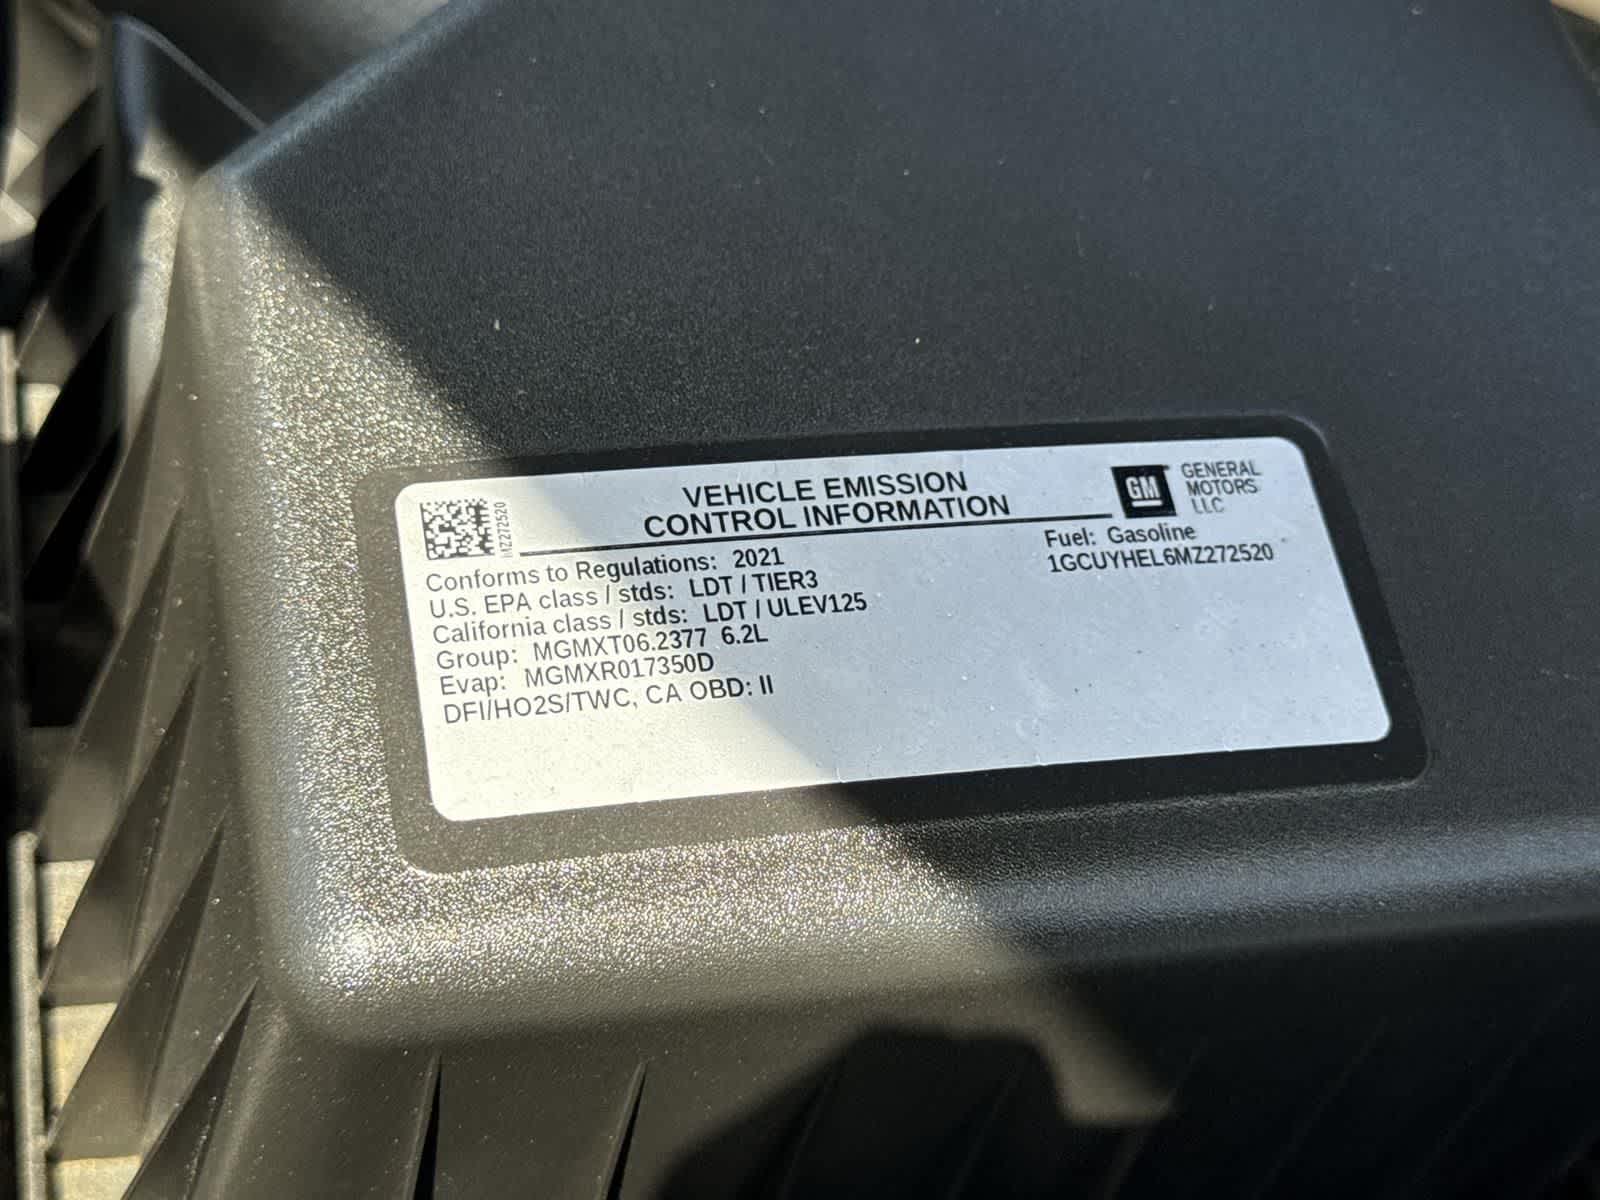 VEHICLE EMISSION
CONTROL INFORMATION
GM
GENERAL
MOTORS
LLC
MZ272520
Conforms to Regulations: 2021
U.S. EPA class / stds: LDT / TIER3
California class / stds: LDT / ULEV125
Group: MGMXT06.2377 6.2L
Evap: MGMXR017350D
DFI/HO2S/TWC, CA OBD: II
Fuel: Gasoline
1GCUYHEL6MZ272520